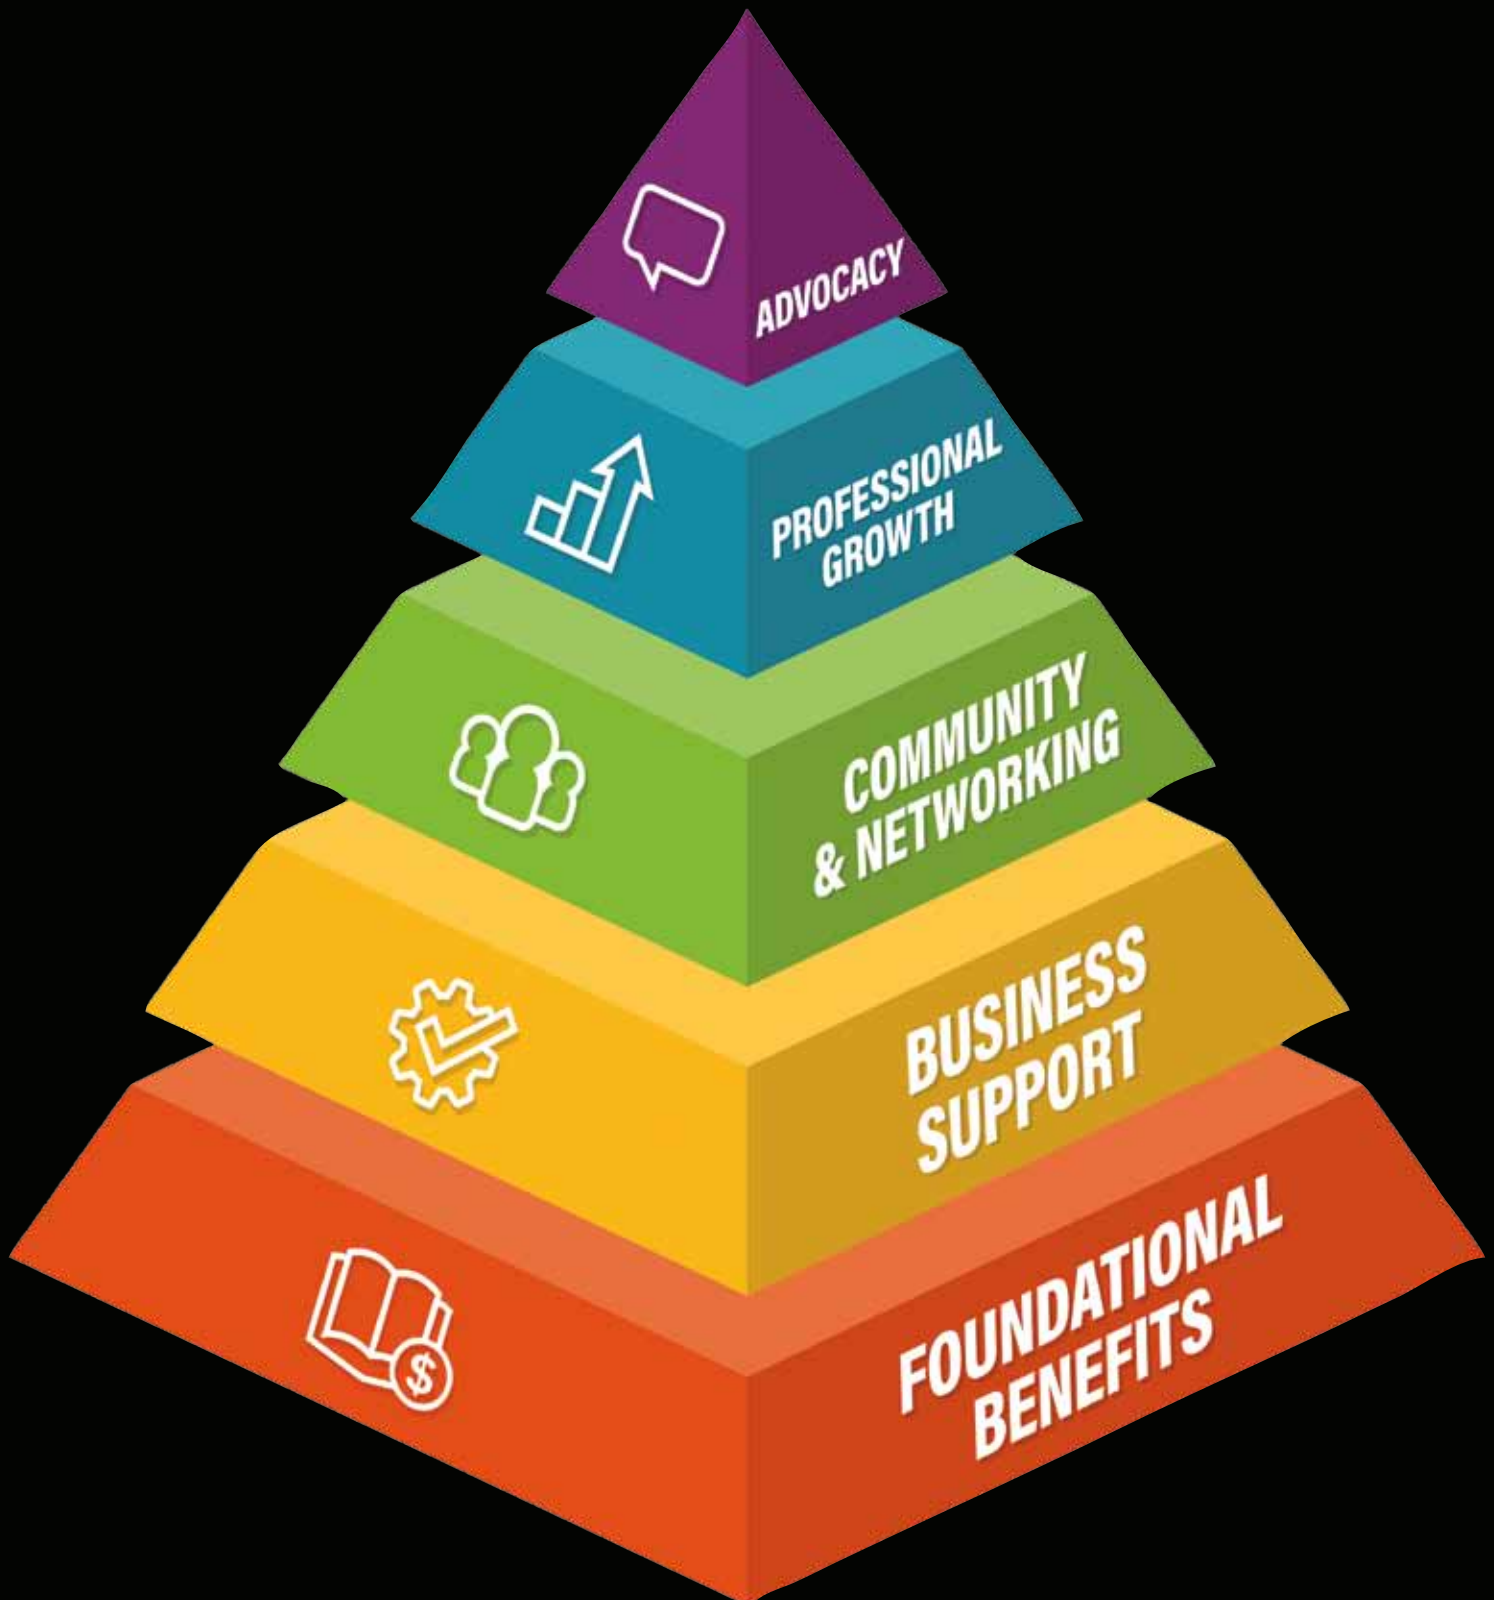 ADVOCACY
PROFESSIONAL
GROWTH
COMMUNITY
& NETWORKING
BUSINESS
SUPPORT
FOUNDATIONAL
BENEFITS
$